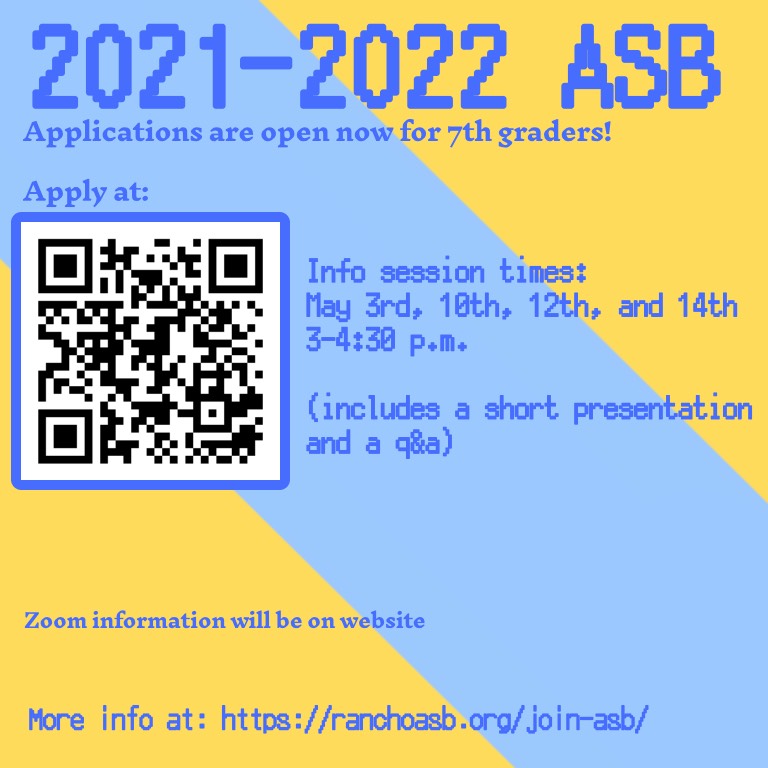 2021-2022 ASB
Applications are open now for 7th graders!
Apply at:
Info session times:
May 3rd, 10th, 12th, and 14th
3-4:30 p.m.
(includes a short presentation
and a q&a)
Zoom information will be on website
More info at: https://ranchoasb.org/join-asb/